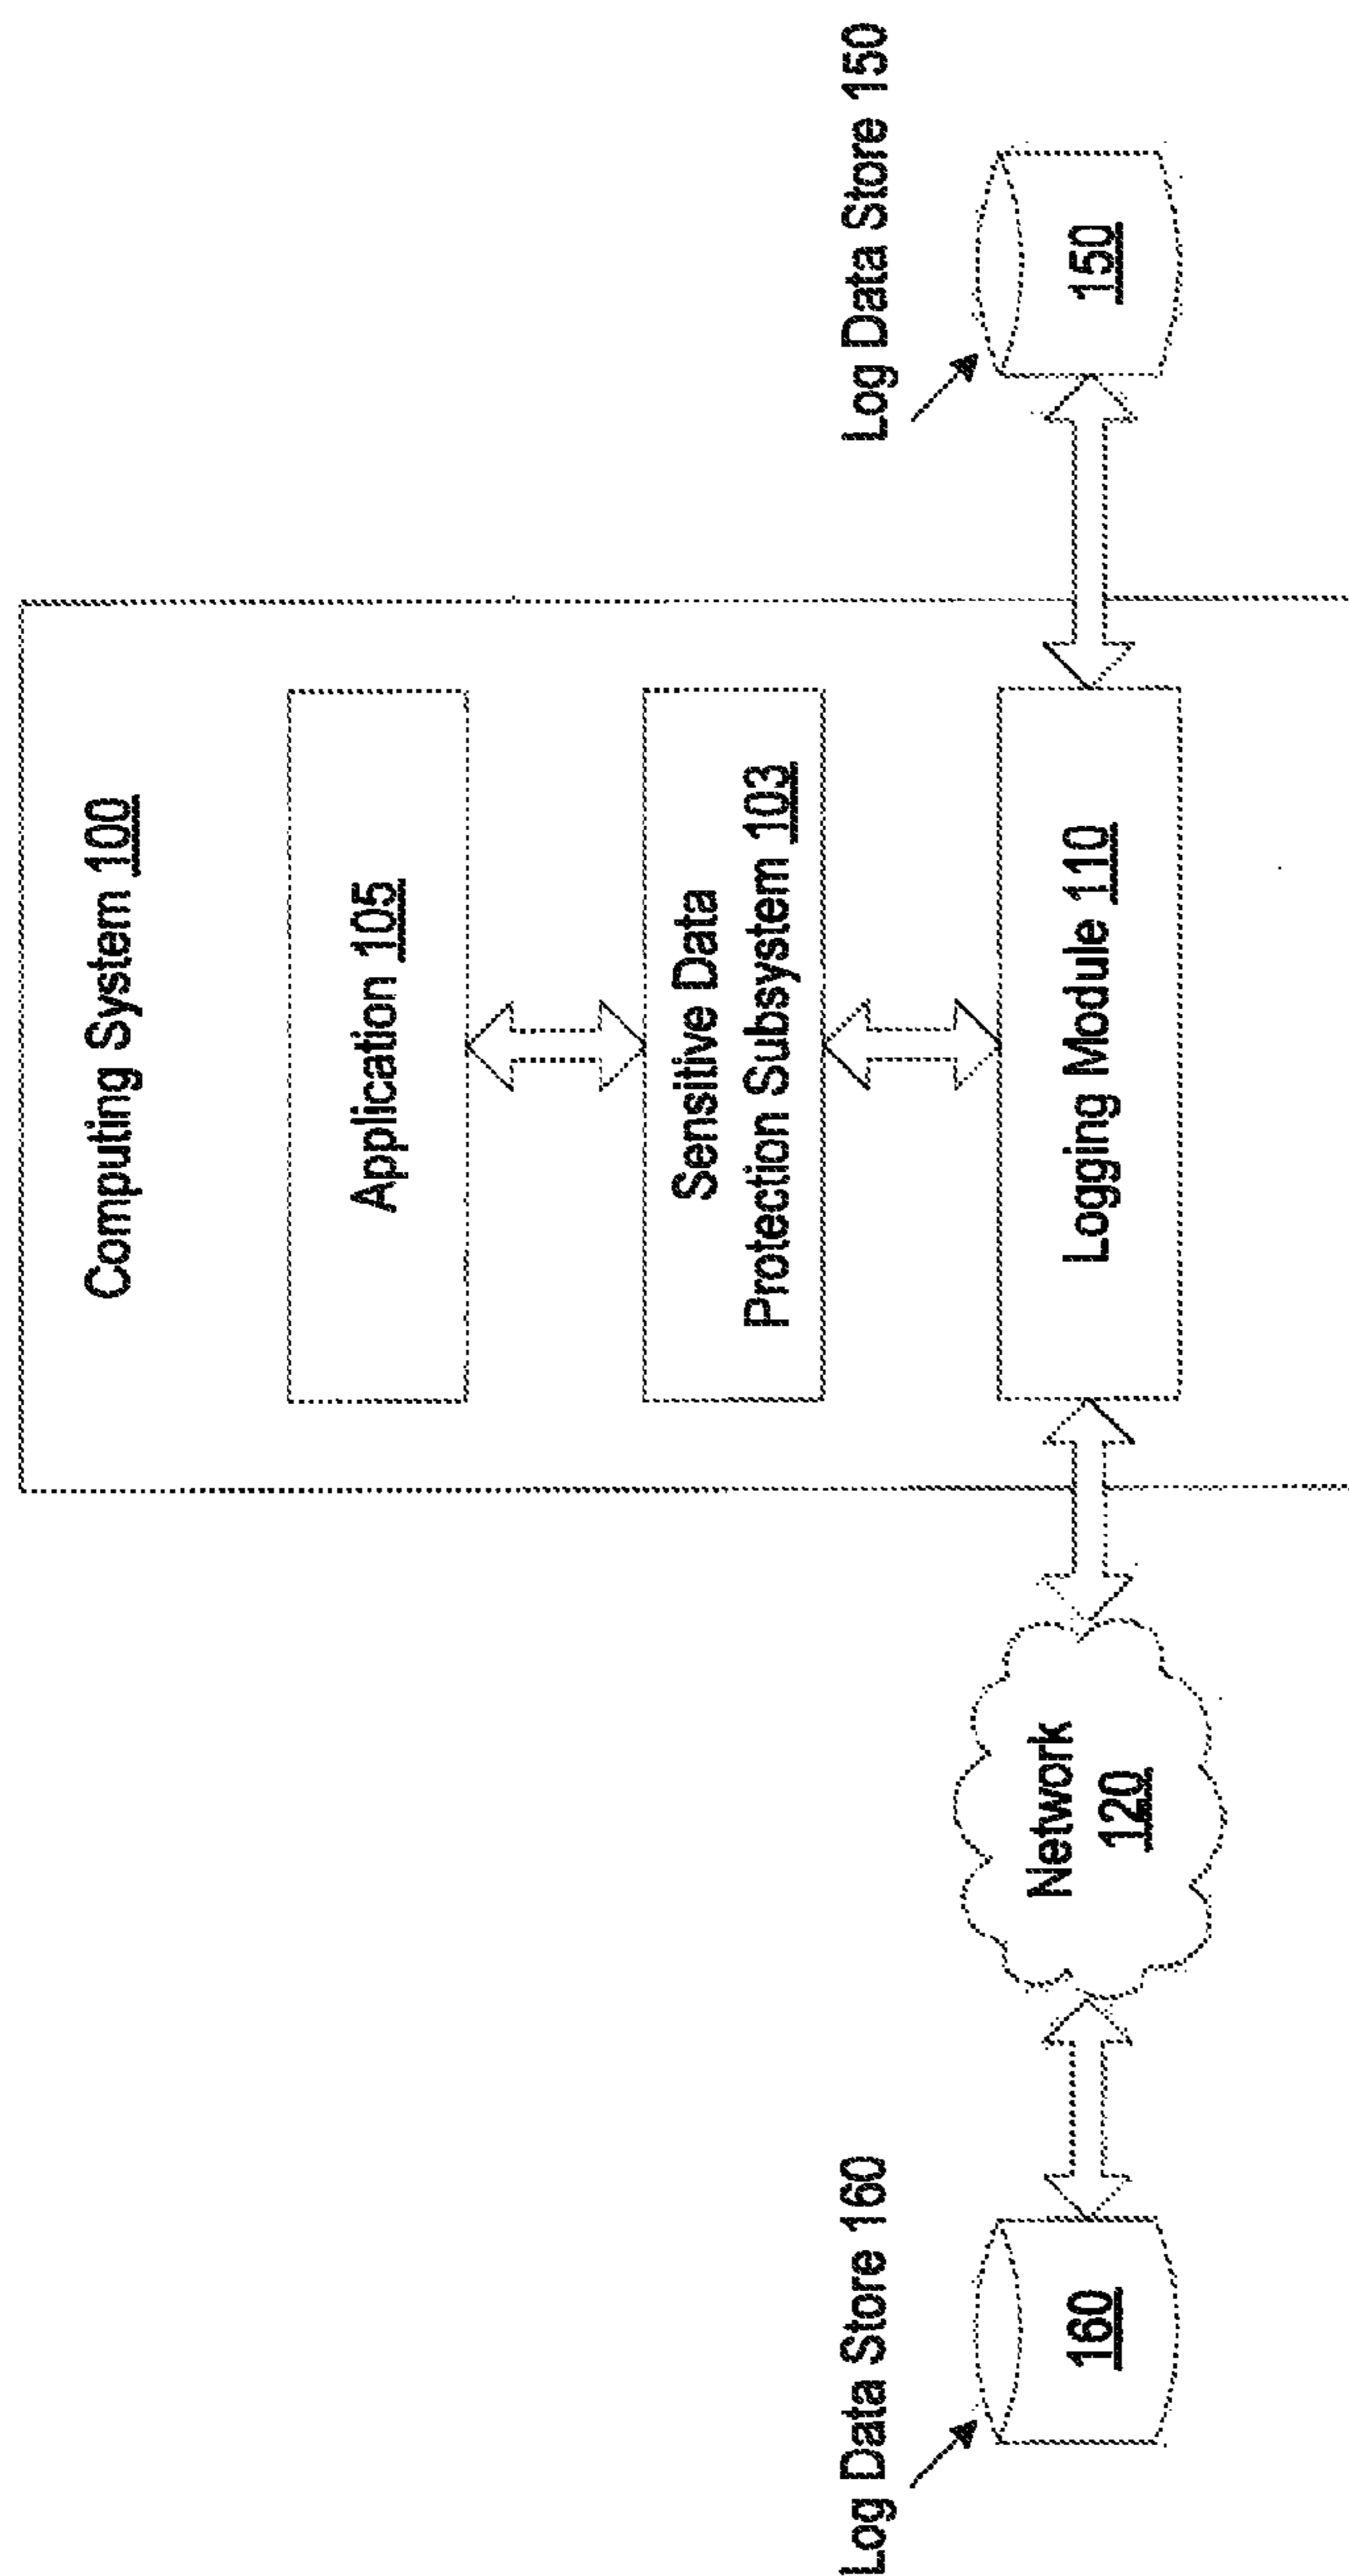 Computing System 100
Application 105
Sensitive Data
Protection Subsystem 103
Logging Module 110
Log Data Store 160
160
Network
120
Log Data Store 150
150